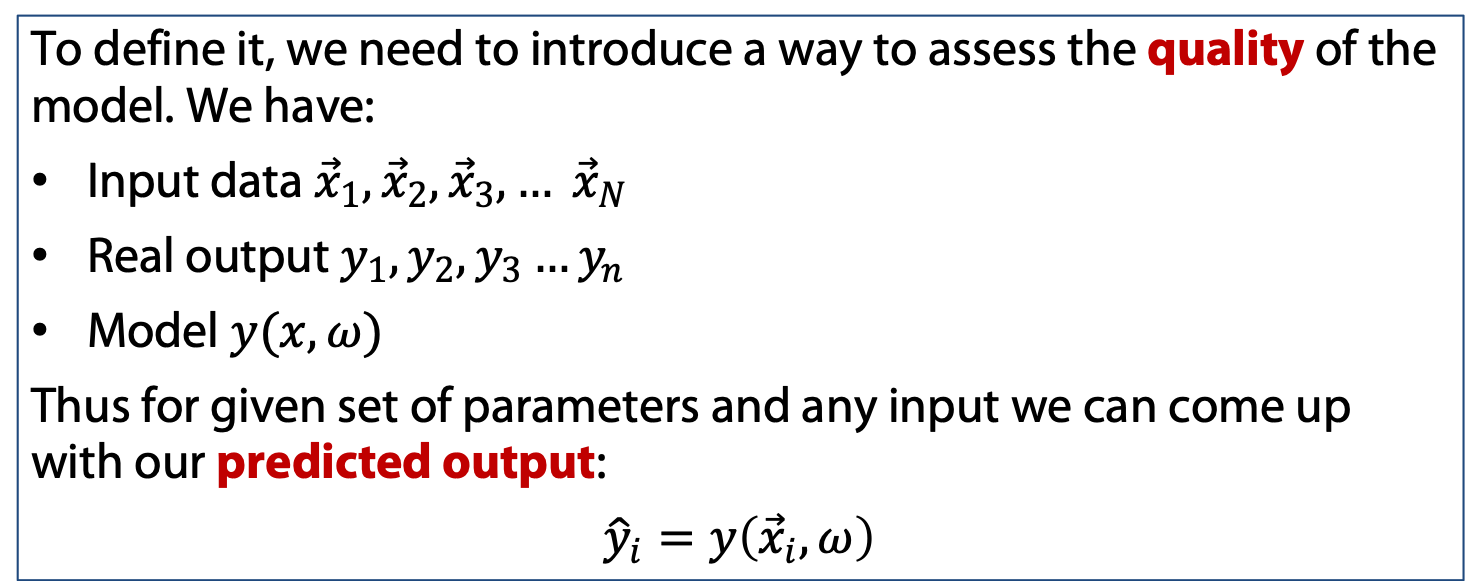 To define it, we need to introduce a way to assess the quality of the
model. We have:
• Input data x⃗₁, x⃗₂, x⃗₃, ... x⃗_N
• Real output y₁, y₂, y₃ ... yₙ
• Model y(x, ω)
Thus for given set of parameters and any input we can come up
with our predicted output:
ŷᵢ = y(x⃗ᵢ, ω)